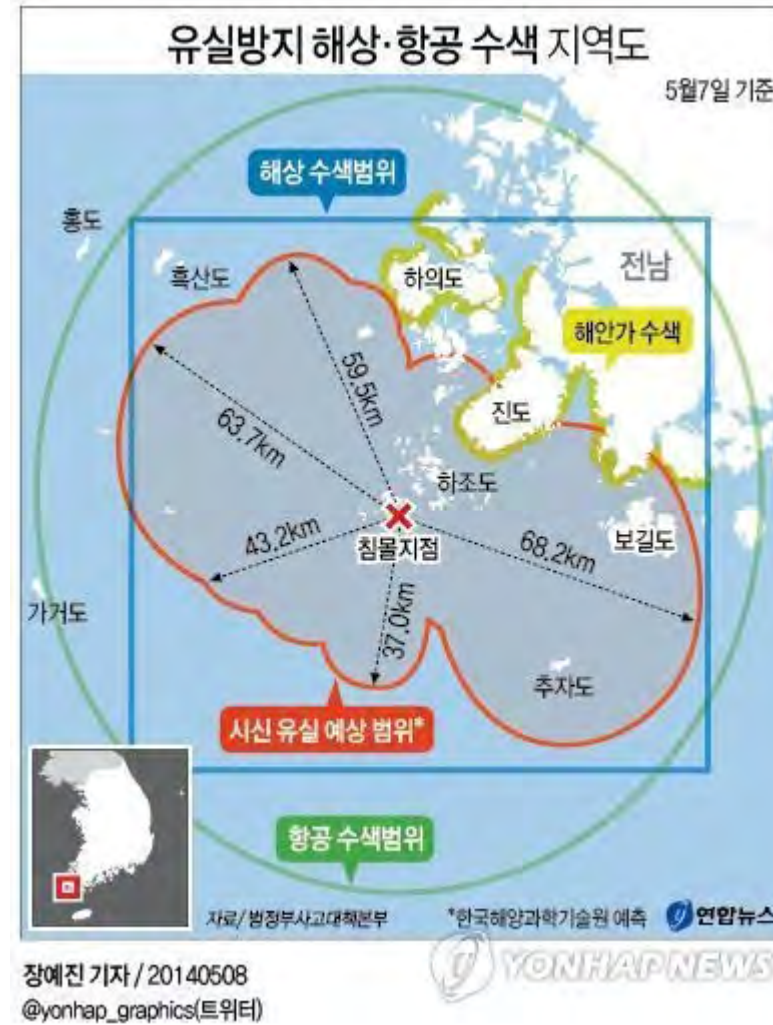 유실방지 해상·항공 수색 지역도
5월7일 기준
해상 수색범위
홍도
흑산도
하의도
전남
해안가 수색
59.5km
63.7km
진도
하조도
43.2km
침몰지점
68.2km
보길도
37.0km
가거도
추자도
시신 유실 예상 범위*
항공 수색범위
자료/ 범정부사고대책본부
*한국해양과학기술원 예측
연합뉴스
YONHAP NEWS
장예진 기자 / 20140508
@yonhap_graphics(트위터)